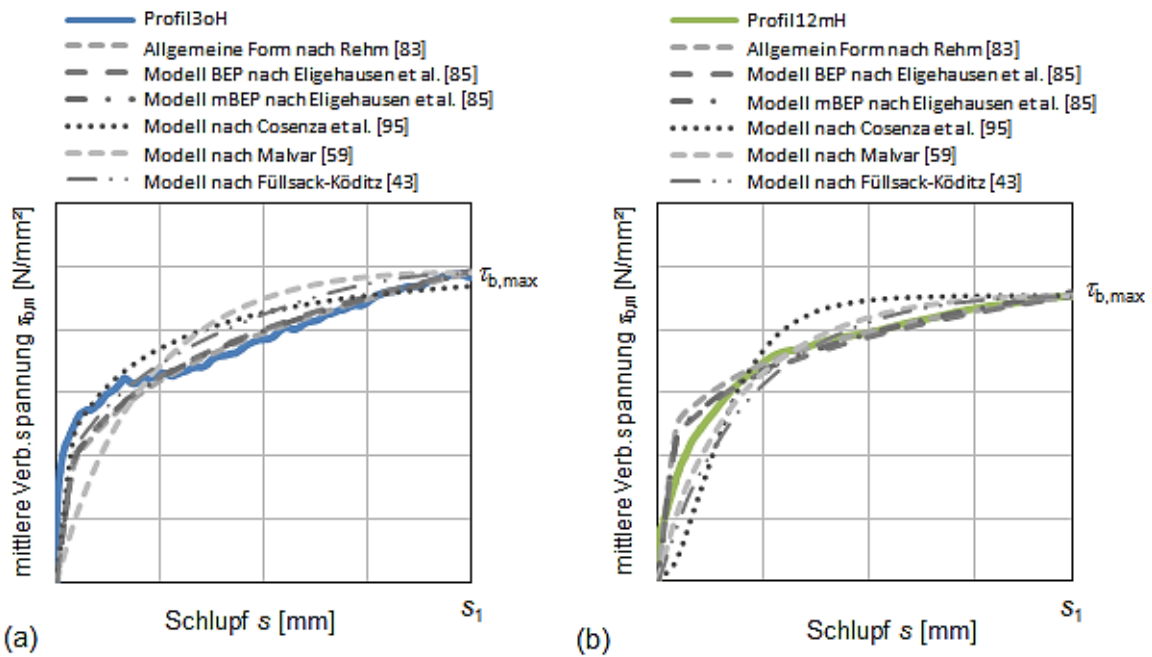 Profil3oH
Allgemeine Form nach Rehm [83]
Modell BEP nach Eligehausen et al. [85]
Modell mBEP nach Eligehausen et al. [85]
Modell nach Cosenza et al. [95]
Modell nach Malvar [59]
Modell nach Füllsack-Köditz [43]
mittlere Verb.spannung τb,m [N/mm²]
τb,max
s1
Schlupf s [mm]
(a)
Profil12mH
Allgemein Form nach Rehm [83]
Modell BEP nach Eligehausen et al. [85]
Modell mBEP nach Eligehausen et al. [85]
Modell nach Cosenza et al. [95]
Modell nach Malvar [59]
Modell nach Füllsack-Köditz [43]
mittlere Verb.spannung τb,m [N/mm²]
τb,max
s1
Schlupf s [mm]
(b)